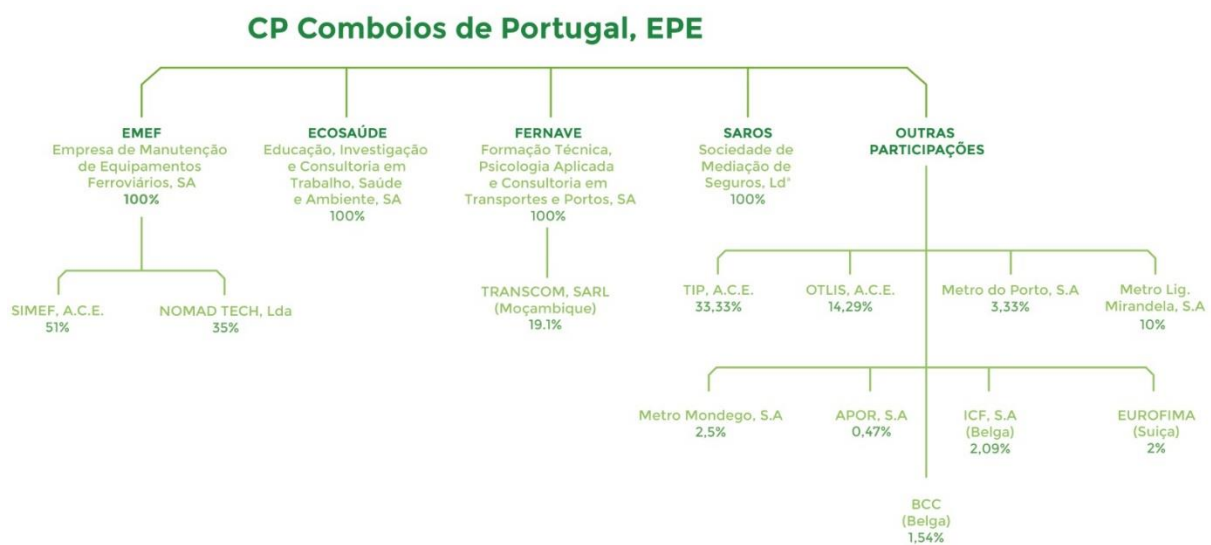 CP Comboios de Portugal, EPE
EMEF
Empresa de Manutenção
de Equipamentos
Ferroviários, SA
100%
ECOSAÚDE
Educação, Investigação
e Consultoria em
Trabalho, Saúde
e Ambiente, SA
100%
FERNAVE
Formação Técnica,
Psicologia Aplicada
e Consultoria em
Transportes e Portos, SA
100%
SAROS
Sociedade de
Mediação de
Seguros, Ldª
100%
OUTRAS
PARTICIPAÇÕES
SIMEF, A.C.E.
51%
NOMAD TECH, Lda
35%
TRANSCOM, SARL
(Moçambique)
19.1%
TIP, A.C.E.
33,33%
OTLIS, A.C.E.
14,29%
Metro do Porto, S.A
3,33%
Metro Lig.
Mirandela, S.A
10%
Metro Mondego, S.A
2,5%
APOR, S.A
0,47%
ICF, S.A
(Belga)
2,09%
EUROFIMA
(Suiça)
2%
BCC
(Belga)
1,54%